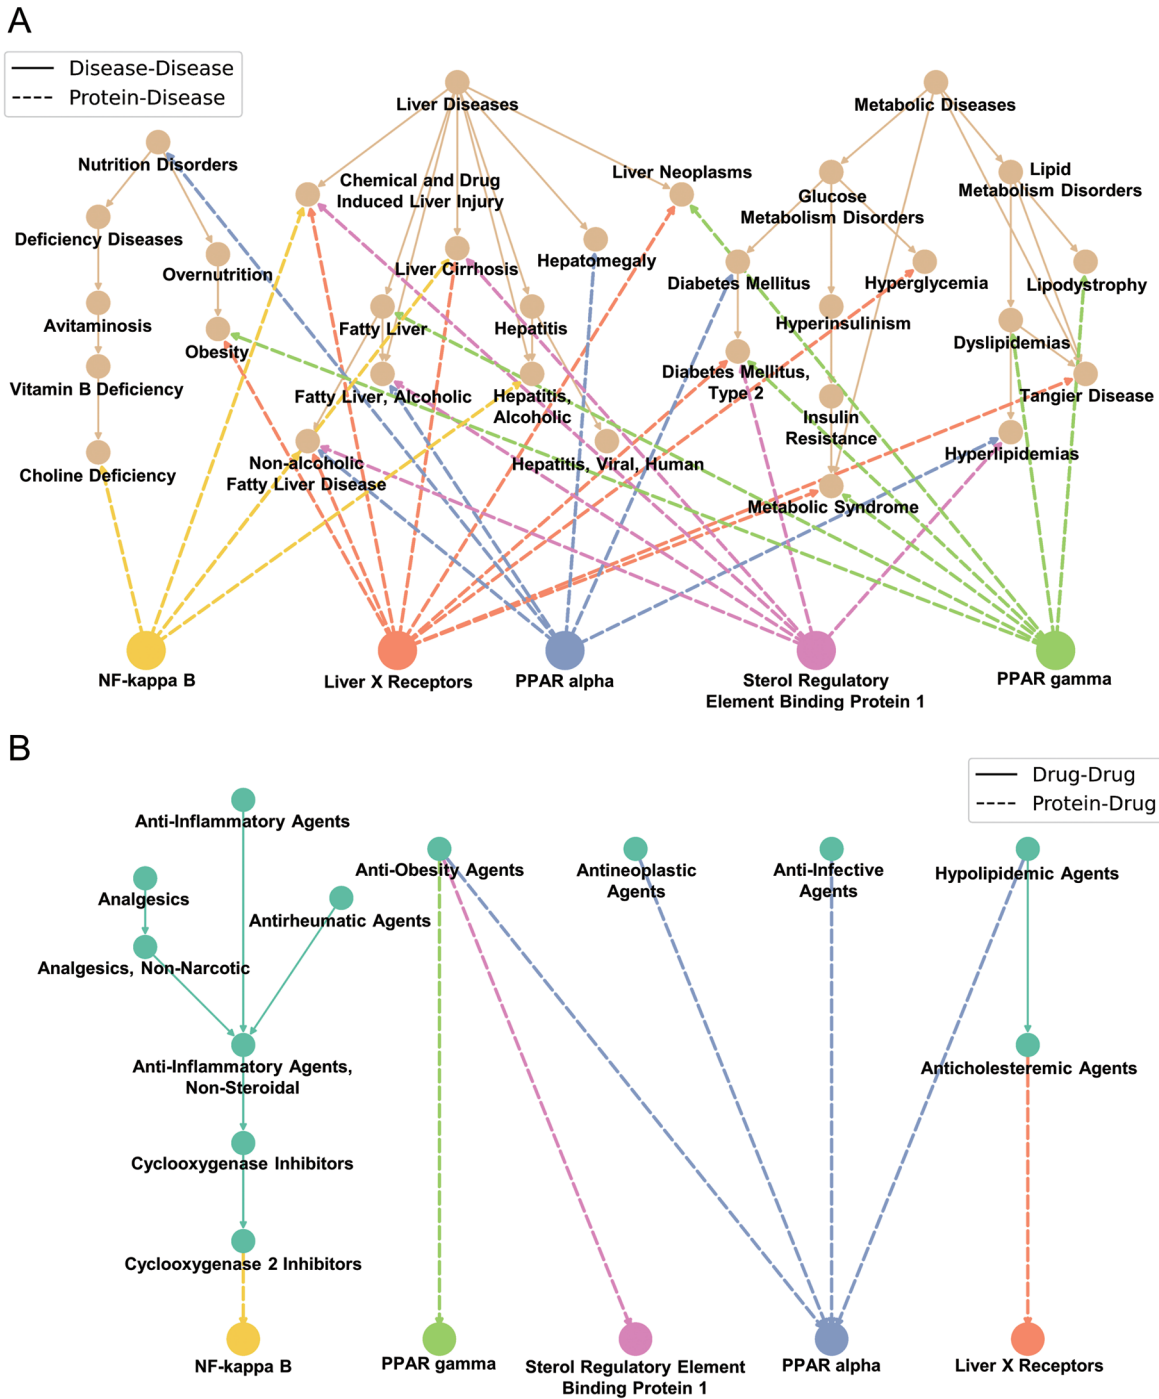 A
Disease-Disease
Protein-Disease
Liver Diseases
Metabolic Diseases
Nutrition Disorders
Chemical and Drug
Induced Liver Injury
Liver Neoplasms
Glucose
Metabolism Disorders
Lipid
Metabolism Disorders
Deficiency Diseases
Overnutrition
Liver Cirrhosis
Hepatomegaly
Diabetes Mellitus
Hyperglycemia
Lipodystrophy
Avitaminosis
Obesity
Fatty Liver
Hepatitis
Hyperinsulinism
Dyslipidemias
Vitamin B Deficiency
Fatty Liver, Alcoholic
Hepatitis,
Alcoholic
Diabetes Mellitus,
Type 2
Insulin
Resistance
Tangier Disease
Choline Deficiency
Non-alcoholic
Fatty Liver Disease
Hepatitis, Viral, Human
Hyperlipidemias
Metabolic Syndrome
NF-kappa B
Liver X Receptors
PPAR alpha
Sterol Regulatory
Element Binding Protein 1
PPAR gamma
B
Drug-Drug
Protein-Drug
Anti-Inflammatory Agents
Anti-Obesity Agents
Antineoplastic
Agents
Anti-Infective
Agents
Hypolipidemic Agents
Analgesics
Antirheumatic Agents
Analgesics, Non-Narcotic
Anti-Inflammatory Agents,
Non-Steroidal
Anticholesteremic Agents
Cyclooxygenase Inhibitors
Cyclooxygenase 2 Inhibitors
NF-kappa B
PPAR gamma
Sterol Regulatory Element
Binding Protein 1
PPAR alpha
Liver X Receptors